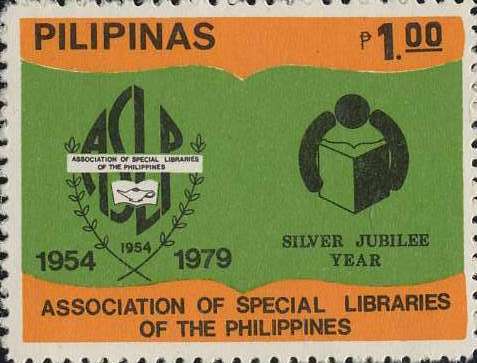 PILIPINAS
₱1.00
ASLP
ASSOCIATION OF SPECIAL LIBRARIES
OF THE PHILIPPINES
1954
1954 1979
SILVER JUBILEE
YEAR
ASSOCIATION OF SPECIAL LIBRARIES
OF THE PHILIPPINES